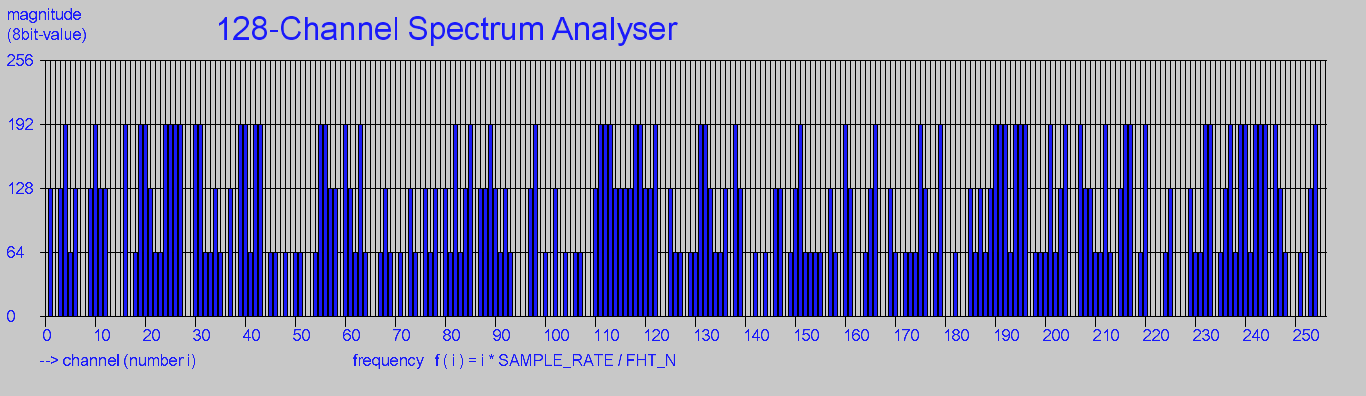 magnitude
(8bit-value)
128-Channel Spectrum Analyser
256
192
128
64
0
0 10 20 30 40 50 60 70 80 90 100 110 120 130 140 150 160 170 180 190 200 210 220 230 240 250
--> channel (number i) frequency f ( i ) = i * SAMPLE_RATE / FHT_N